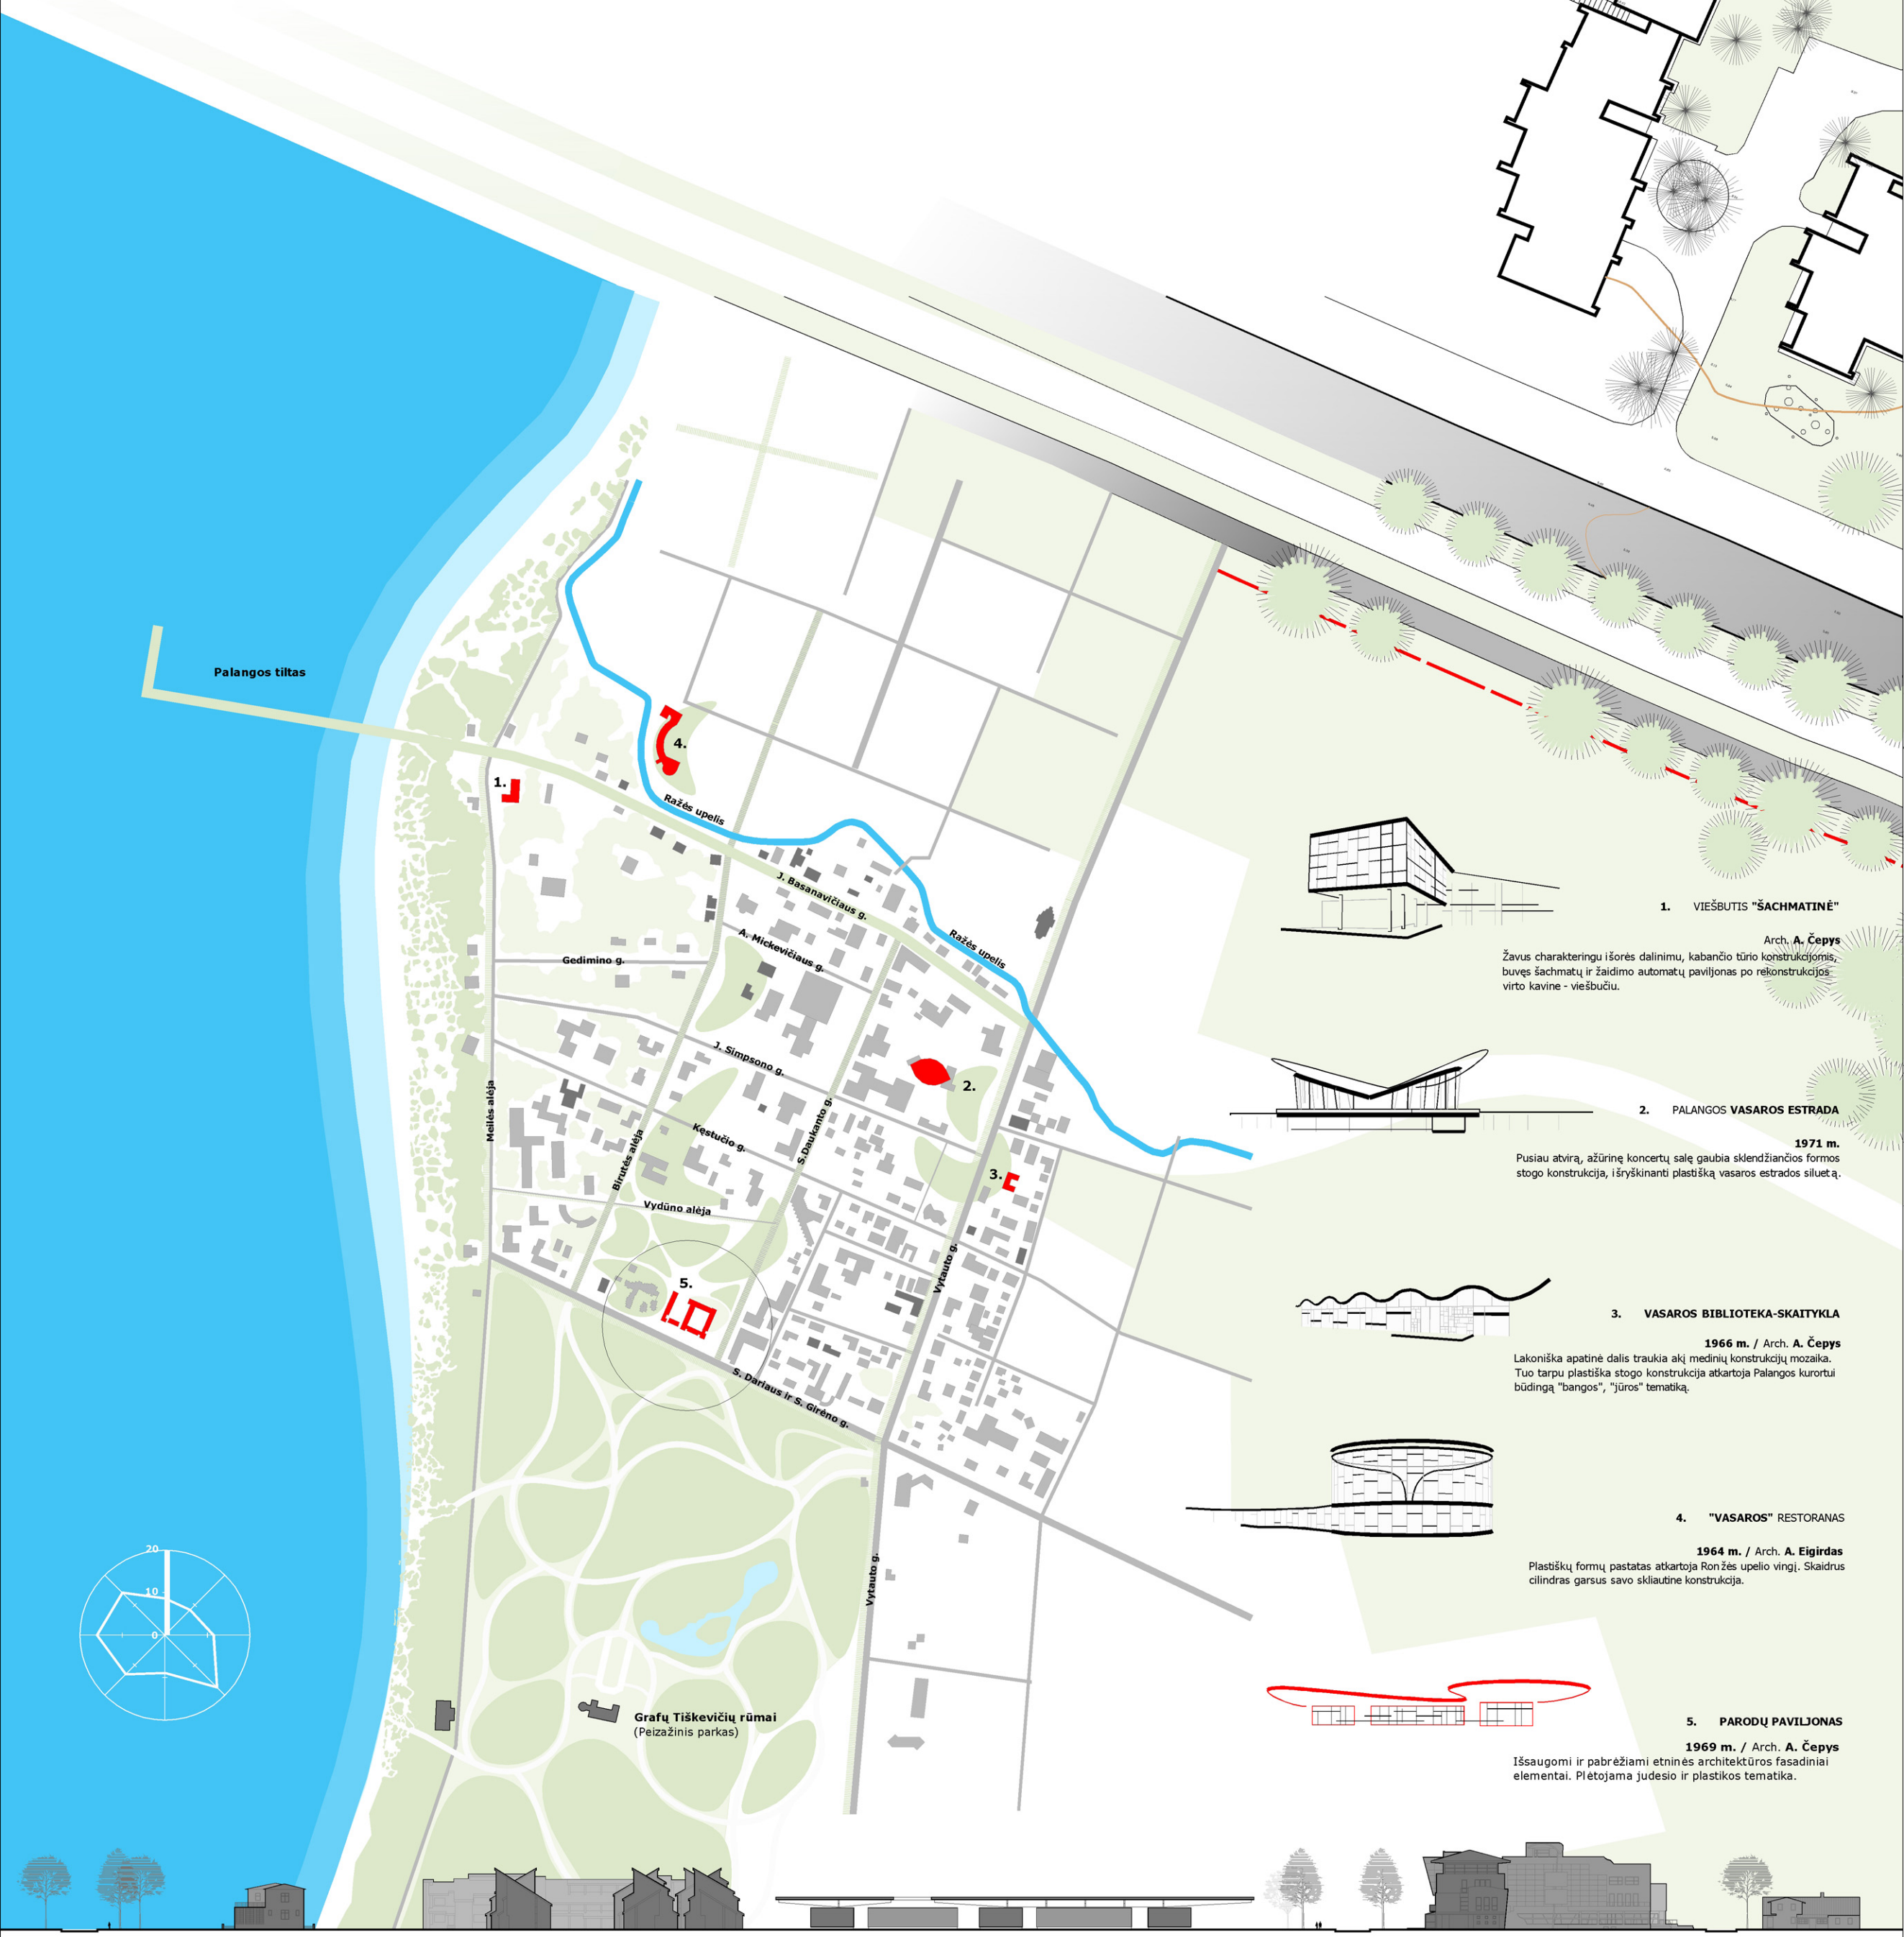 Palangos tiltas
4.
1.
Ražės upelis
J. Basanavičiaus g.
A. Mickevičiaus g.
Ražės upelis
Gedimino g.
J. Simpsono g.
2.
Meilės alėja
Kęstučio g.
S.Daukanto g.
Birutės alėja
3.
Vydūno alėja
Vytauto g.
5.
S. Dariaus ir S. Girėno g.
Vytauto g.
20
10
0
Grafų Tiškevičių rūmai
(Peizažinis parkas)
1. VIEŠBUTIS "ŠACHMATINĖ"
Arch. A. Čepys
Žavus charakteringu išorės dalinimu, kabančio tūrio konstrukcijomis,
buvęs šachmatų ir žaidimo automatų paviljonas po rekonstrukcijos
virto kavine - viešbučiu.
2. PALANGOS VASAROS ESTRADA
1971 m.
Pusiau atvirą, ažūrinę koncertų salę gaubia sklendžiančios formos
stogo konstrukcija, išryškinanti plastišką vasaros estrados siluetą.
3. VASAROS BIBLIOTEKA-SKAITYKLA
1966 m. / Arch. A. Čepys
Lakoniška apatinė dalis traukia akį medinių konstrukcijų mozaika.
Tuo tarpu plastiška stogo konstrukcija atkartoja Palangos kurortui
būdingą "bangos", "jūros" tematiką.
4. "VASAROS" RESTORANAS
1964 m. / Arch. A. Eigirdas
Plastiškų formų pastatas atkartoja Ronžės upelio vingį. Skaidrus
cilindras garsus savo skliautine konstrukcija.
5. PARODŲ PAVILJONAS
1969 m. / Arch. A. Čepys
Išsaugomi ir pabrėžiami etninės architektūros fasadiniai
elementai. Plėtojama judesio ir plastikos tematika.